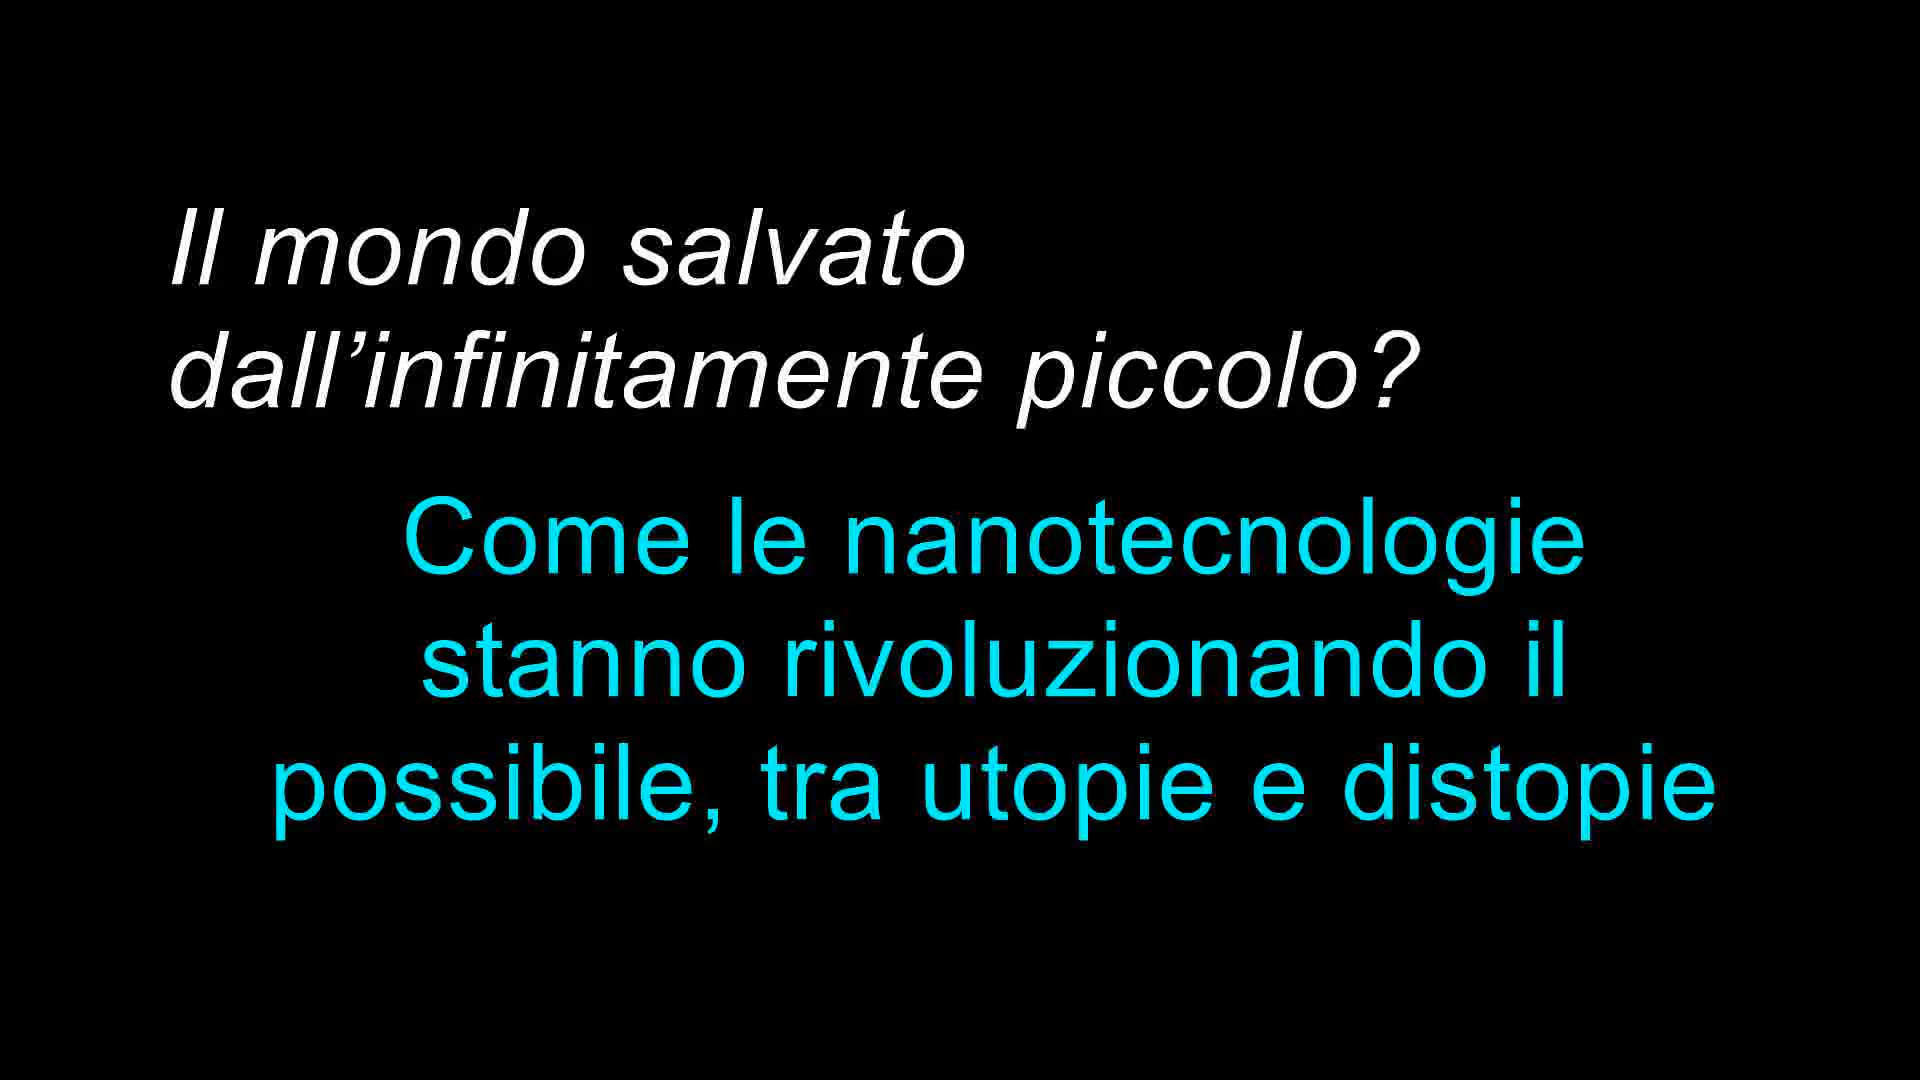 Il mondo salvato
dall’infinitamente piccolo?
Come le nanotecnologie
stanno rivoluzionando il
possibile, tra utopie e distopie